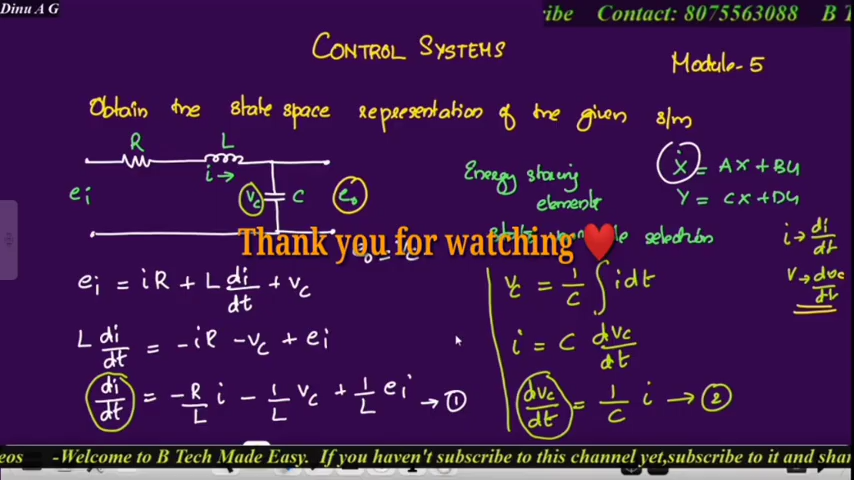 Dinu A G
ribe Contact: 8075563088 B T
CONTROL SYSTEMS
Module-5
Obtain the state space representation of the given s/m
R L
i →
ei
Vc C eo
Energy storing
elements
Ẋ = AX + BU
Y = CX + DU
selection
Thank you for watching ❤️
i → di/dt
V → dvc/dt
ei = iR + L di/dt + vc
L di/dt = -iR - vc + ei
di/dt = -R/L i - 1/L vc + 1/L ei → ①
vc = 1/C ∫ i dt
i = C dvc/dt
dvc/dt = 1/C i → ②
eos -Welcome to B Tech Made Easy. If you haven't subscribe to this channel yet,subscribe to it and shar